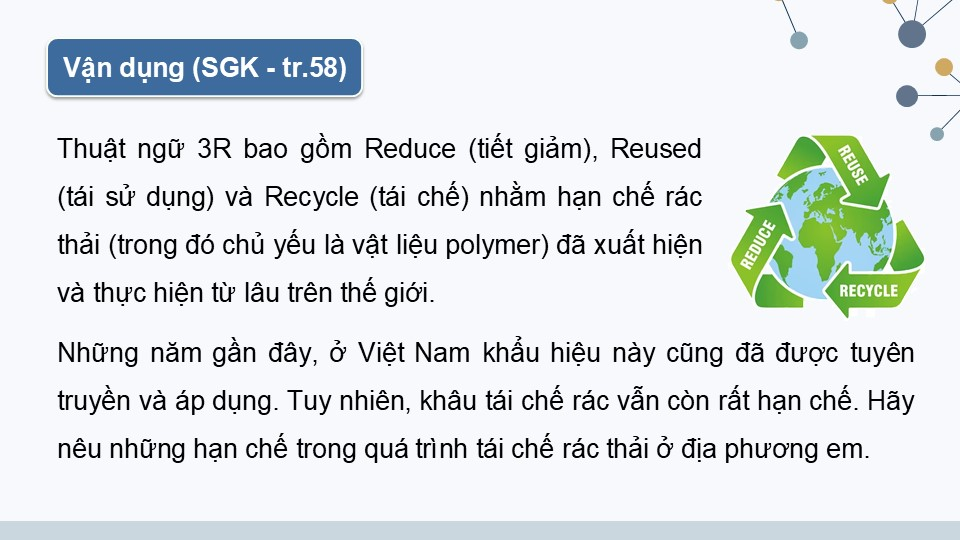 Vận dụng (SGK - tr.58)
Thuật ngữ 3R bao gồm Reduce (tiết giảm), Reused
(tái sử dụng) và Recycle (tái chế) nhằm hạn chế rác
thải (trong đó chủ yếu là vật liệu polymer) đã xuất hiện
và thực hiện từ lâu trên thế giới.
REUSE
REDUCE
RECYCLE
Những năm gần đây, ở Việt Nam khẩu hiệu này cũng đã được tuyên
truyền và áp dụng. Tuy nhiên, khâu tái chế rác vẫn còn rất hạn chế. Hãy
nêu những hạn chế trong quá trình tái chế rác thải ở địa phương em.